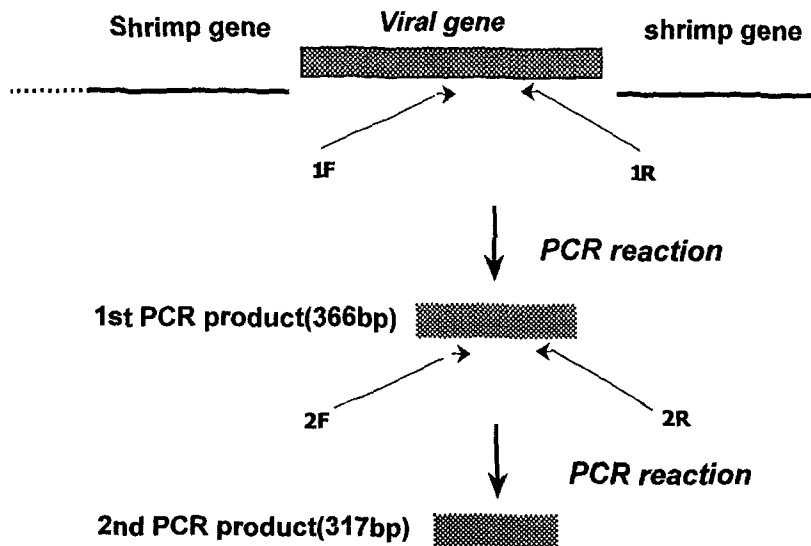 Shrimp gene Viral gene shrimp gene
1F 1R
PCR reaction
1st PCR product(366bp)
2F 2R
PCR reaction
2nd PCR product(317bp)